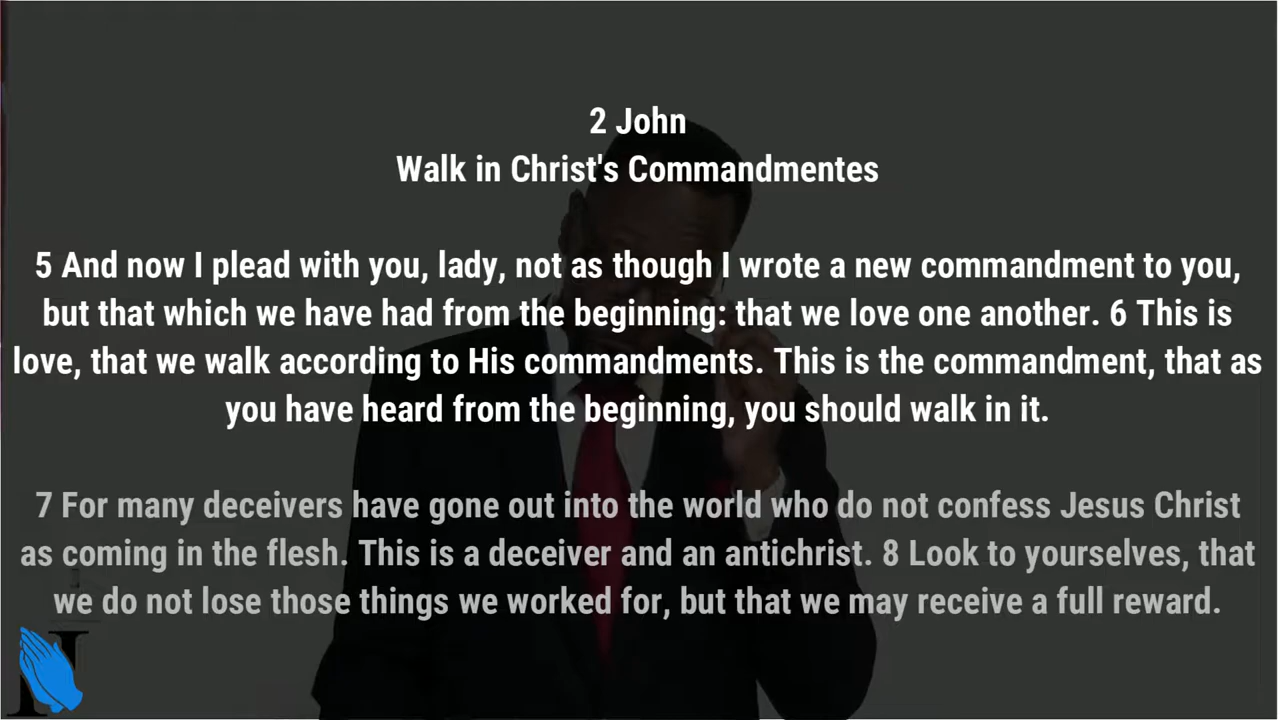 2 John
Walk in Christ's Commandmentes
5 And now I plead with you, lady, not as though I wrote a new commandment to you,
but that which we have had from the beginning: that we love one another. 6 This is
love, that we walk according to His commandments. This is the commandment, that as
you have heard from the beginning, you should walk in it.
7 For many deceivers have gone out into the world who do not confess Jesus Christ
as coming in the flesh. This is a deceiver and an antichrist. 8 Look to yourselves, that
we do not lose those things we worked for, but that we may receive a full reward.